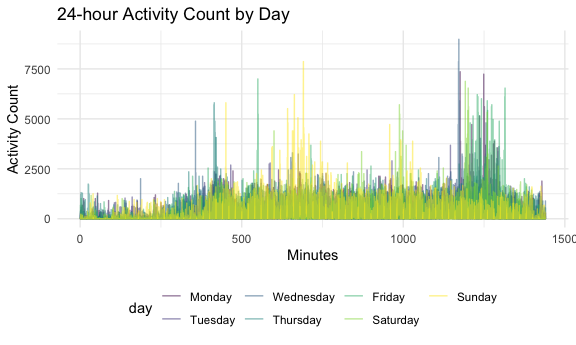 24-hour Activity Count by Day
Activity Count
7500
5000
2500
0
0 500 1000 1500
Minutes
day
Monday Wednesday Friday Sunday
Tuesday Thursday Saturday